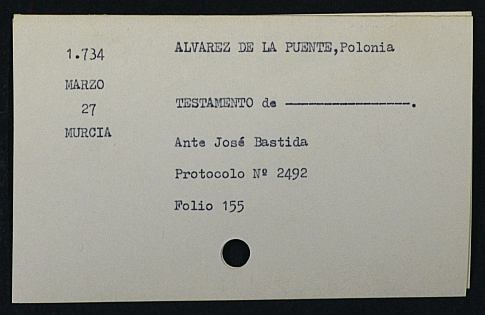 1.734
MARZO
27
MURCIA
ALVAREZ DE LA PUENTE,Polonia
TESTAMENTO de ----------------.
Ante José Bastida
Protocolo Nº 2492
Folio 155